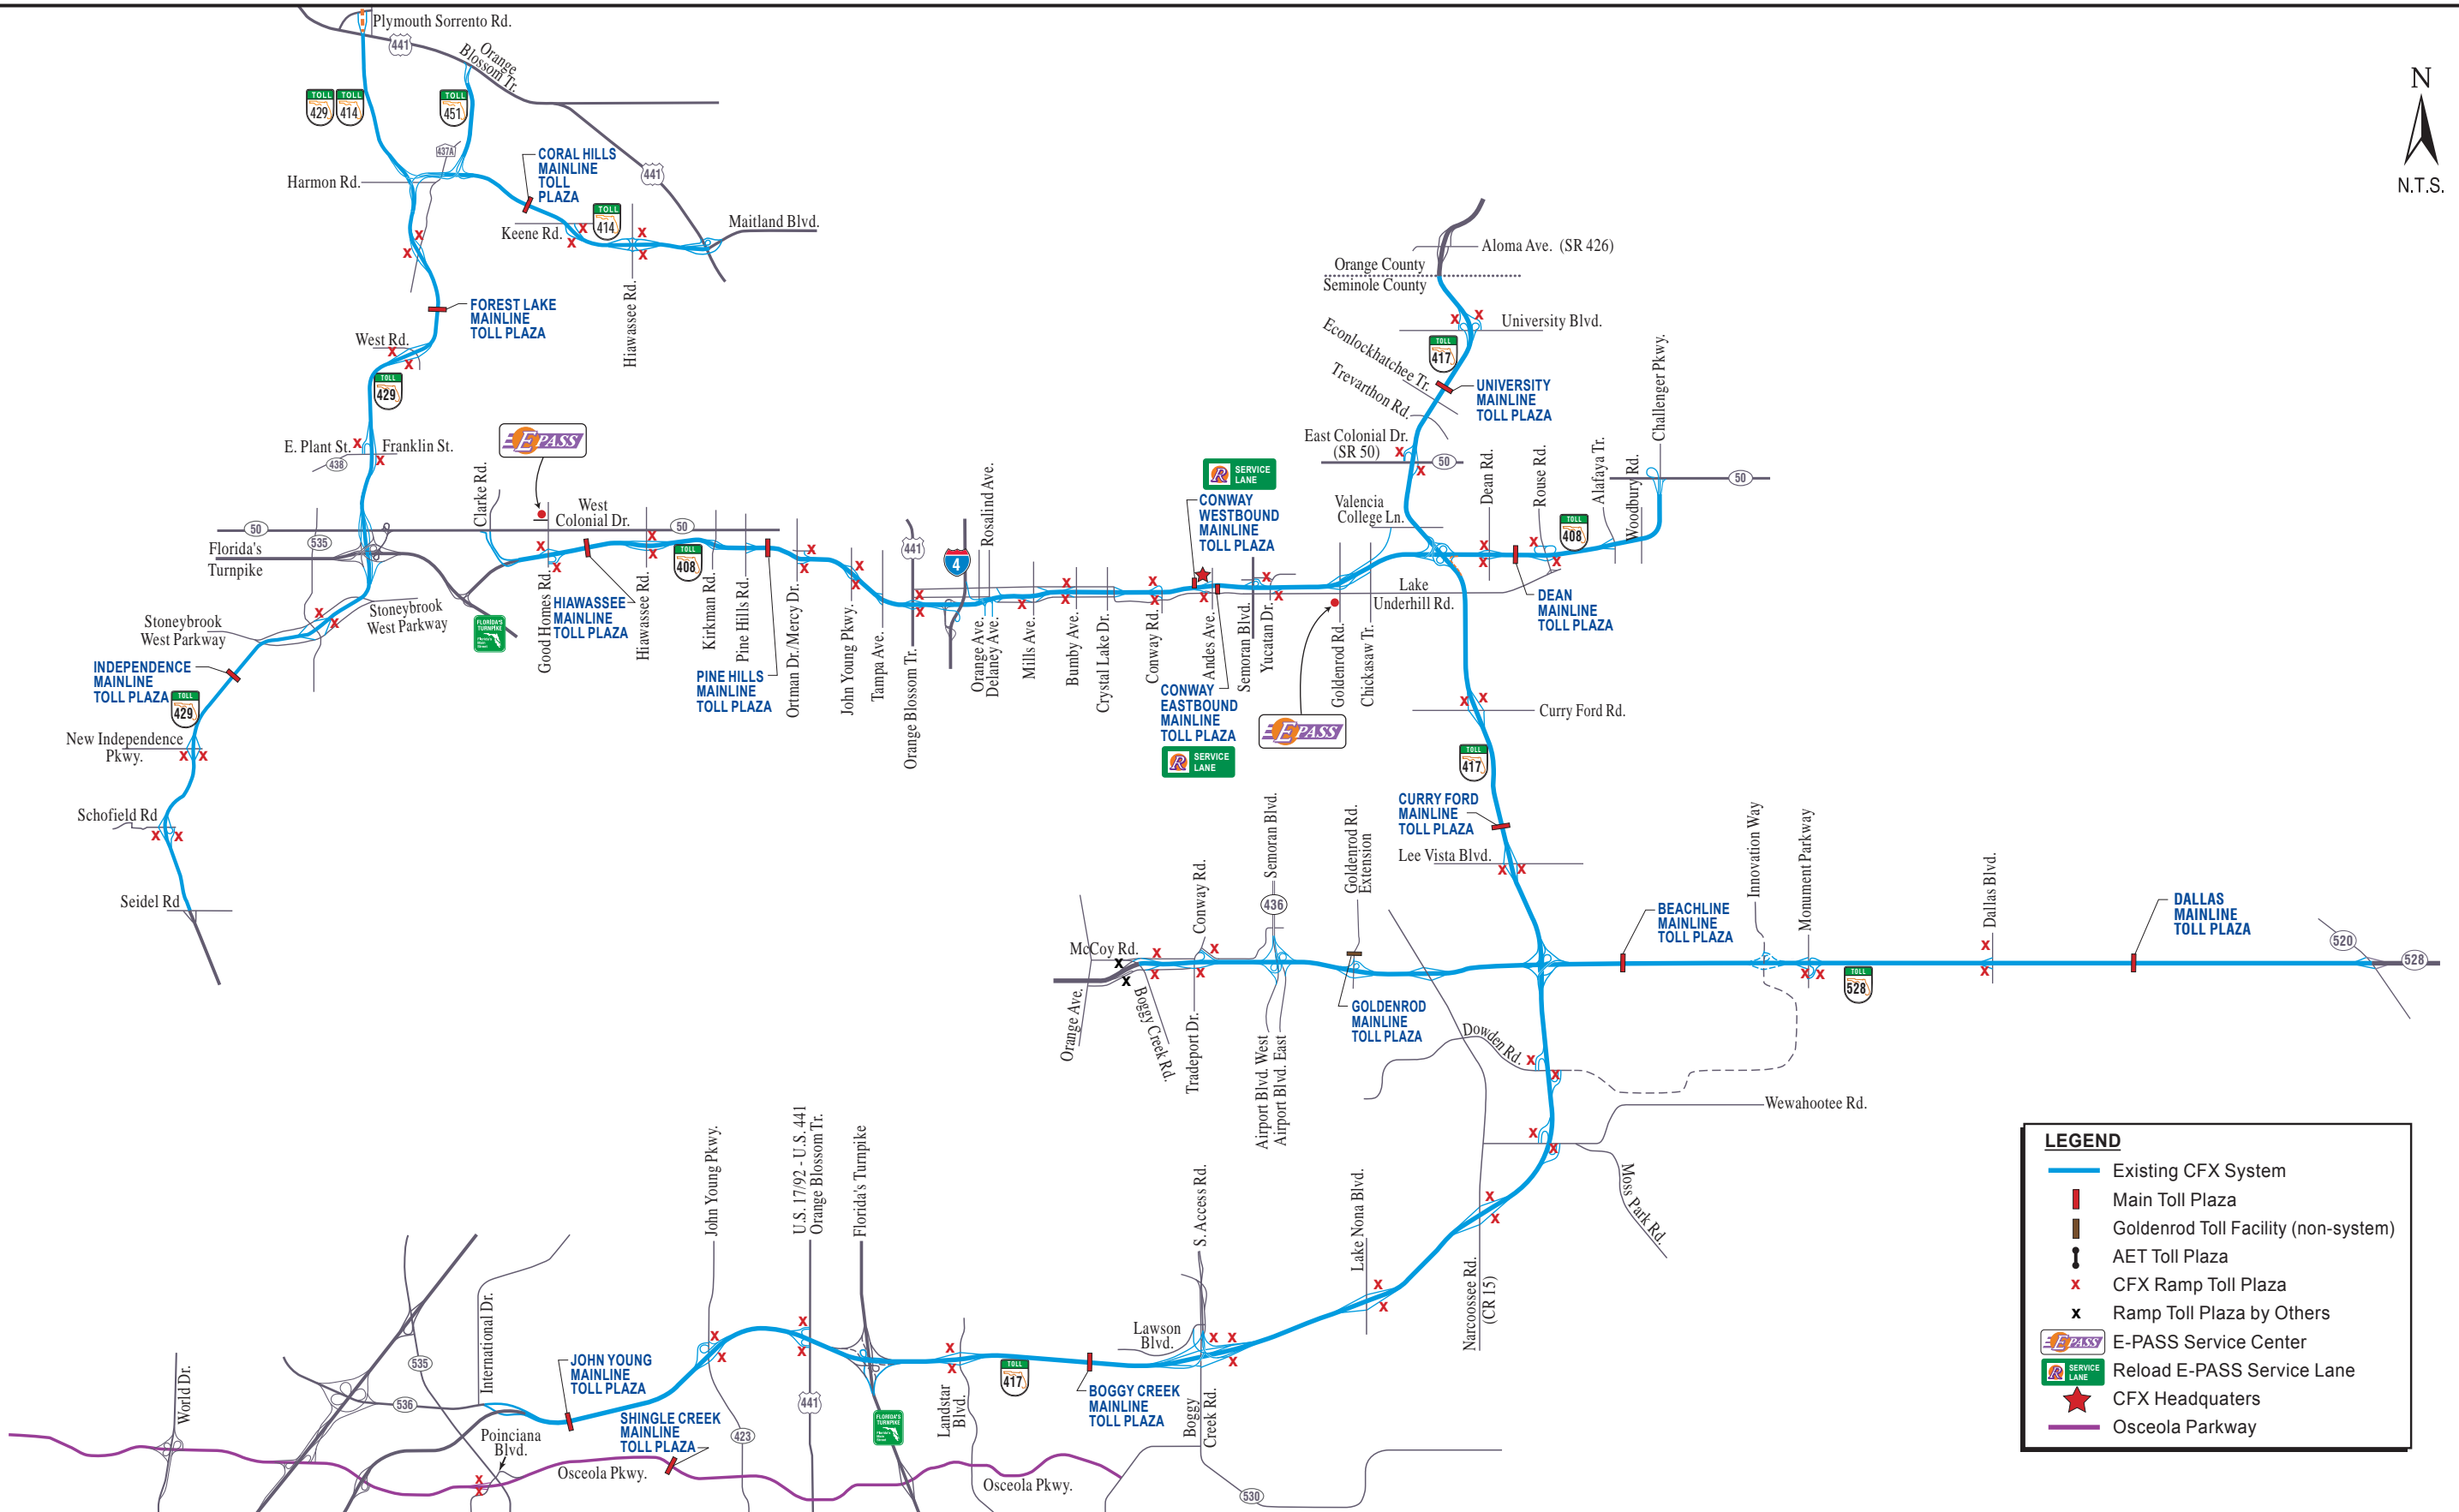 Plymouth Sorrento Rd.
441
Orange
Blossom Tr.
TOLL
429
TOLL
414
TOLL
451
437A
Harmon Rd.
CORAL HILLS
MAINLINE
TOLL
PLAZA
441
TOLL
414
Keene Rd.
Maitland Blvd.
Hiawassee Rd.
FOREST LAKE
MAINLINE
TOLL PLAZA
West Rd.
TOLL
429
E. Plant St.
Franklin St.
438
E-PASS
Clarke Rd.
West
Colonial Dr.
50
50
535
Florida's
Turnpike
TOLL
408
Stoneybrook
West Parkway
Stoneybrook
West Parkway
FLORIDA'S
TURNPIKE
Good Homes Rd.
HIAWASSEE
MAINLINE
TOLL PLAZA
Hiawassee Rd.
Kirkman Rd.
Pine Hills Rd.
PINE HILLS
MAINLINE
TOLL PLAZA
Ortman Dr./Mercy Dr.
John Young Pkwy.
Tampa Ave.
Orange Blossom Tr.
441
4
Rosalind Ave.
Orange Ave.
Delaney Ave.
Mills Ave.
Bumby Ave.
Crystal Lake Dr.
Conway Rd.
INDEPENDENCE
MAINLINE
TOLL PLAZA
TOLL
429
New Independence
Pkwy.
Schofield Rd
Seidel Rd
SERVICE
LANE
CONWAY
WESTBOUND
MAINLINE
TOLL PLAZA
Andes Ave.
Semoran Blvd.
Yucatan Dr.
CONWAY
EASTBOUND
MAINLINE
TOLL PLAZA
SERVICE
LANE
E-PASS
Goldenrod Rd.
Chickasaw Tr.
Lake
Underhill Rd.
N
N.T.S.
Aloma Ave. (SR 426)
Orange County
Seminole County
University Blvd.
Econlockhatchee Tr.
TOLL
417
Trevarthon Rd.
UNIVERSITY
MAINLINE
TOLL PLAZA
East Colonial Dr.
(SR 50)
50
Valencia
College Ln.
Dean Rd.
Rouse Rd.
Alafaya Tr.
Woodbury Rd.
Challenger Pkwy.
50
TOLL
408
DEAN
MAINLINE
TOLL PLAZA
Curry Ford Rd.
TOLL
417
CURRY FORD
MAINLINE
TOLL PLAZA
Lee Vista Blvd.
McCoy Rd.
Conway Rd.
Semoran Blvd.
436
Goldenrod Rd.
Extension
Orange Ave.
Boggy Creek Rd.
Tradeport Dr.
Airport Blvd. West
Airport Blvd. East
GOLDENROD
MAINLINE
TOLL PLAZA
BEACHLINE
MAINLINE
TOLL PLAZA
Innovation Way
Monument Parkway
TOLL
528
Dallas Blvd.
DALLAS
MAINLINE
TOLL PLAZA
520
528
Dowden Rd.
Wewahootee Rd.
Moss Park Rd.
Narcoossee Rd.
(CR 15)
Lake Nona Blvd.
S. Access Rd.
Lawson
Blvd.
Boggy
Creek Rd.
BOGGY CREEK
MAINLINE
TOLL PLAZA
TOLL
417
Landstar
Blvd.
Florida's Turnpike
FLORIDA'S
TURNPIKE
U.S. 17/92 - U.S. 441
Orange Blossom Tr.
441
John Young Pkwy.
423
JOHN YOUNG
MAINLINE
TOLL PLAZA
SHINGLE CREEK
MAINLINE
TOLL PLAZA
International Dr.
535
536
World Dr.
Poinciana
Blvd.
Osceola Pkwy.
Osceola Pkwy.
530
LEGEND
Existing CFX System
Main Toll Plaza
Goldenrod Toll Facility (non-system)
AET Toll Plaza
x CFX Ramp Toll Plaza
x Ramp Toll Plaza by Others
E-PASS E-PASS Service Center
SERVICE
LANE
Reload E-PASS Service Lane
CFX Headquaters
Osceola Parkway